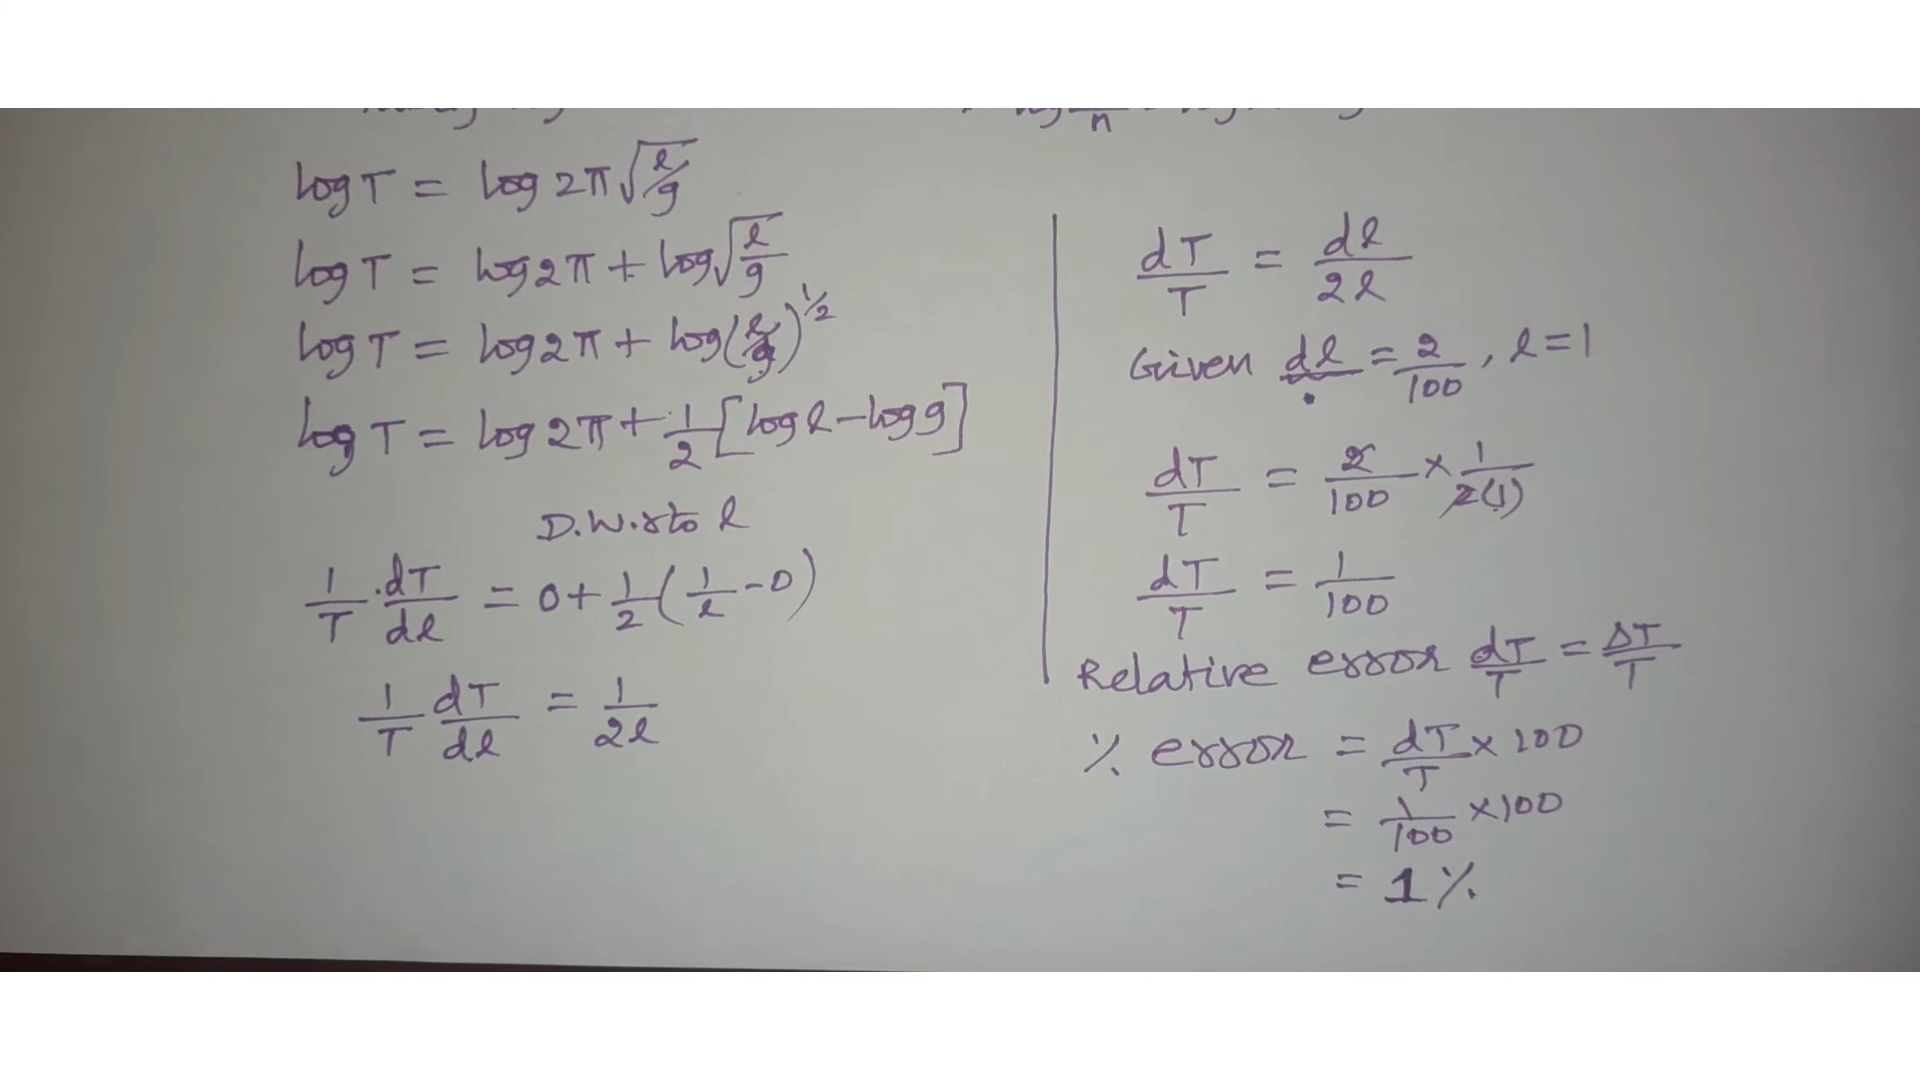 n
log T = log 2π √(l/g)
log T = log 2π + log √(l/g)
log T = log 2π + log (l/g)^1/2
log T = log 2π + 1/2 [log l - log g]
D.W.r to l
1/T . dT/dl = 0 + 1/2 (1/l - 0)
1/T dT/dl = 1/2l
dT/T = dl/2l
Given dl = 2/100, l = 1
dT/T = 2/100 × 1/2(1)
dT/T = 1/100
Relative error dT/T = ΔT/T
% error = dT/T × 100
= 1/100 × 100
= 1 %